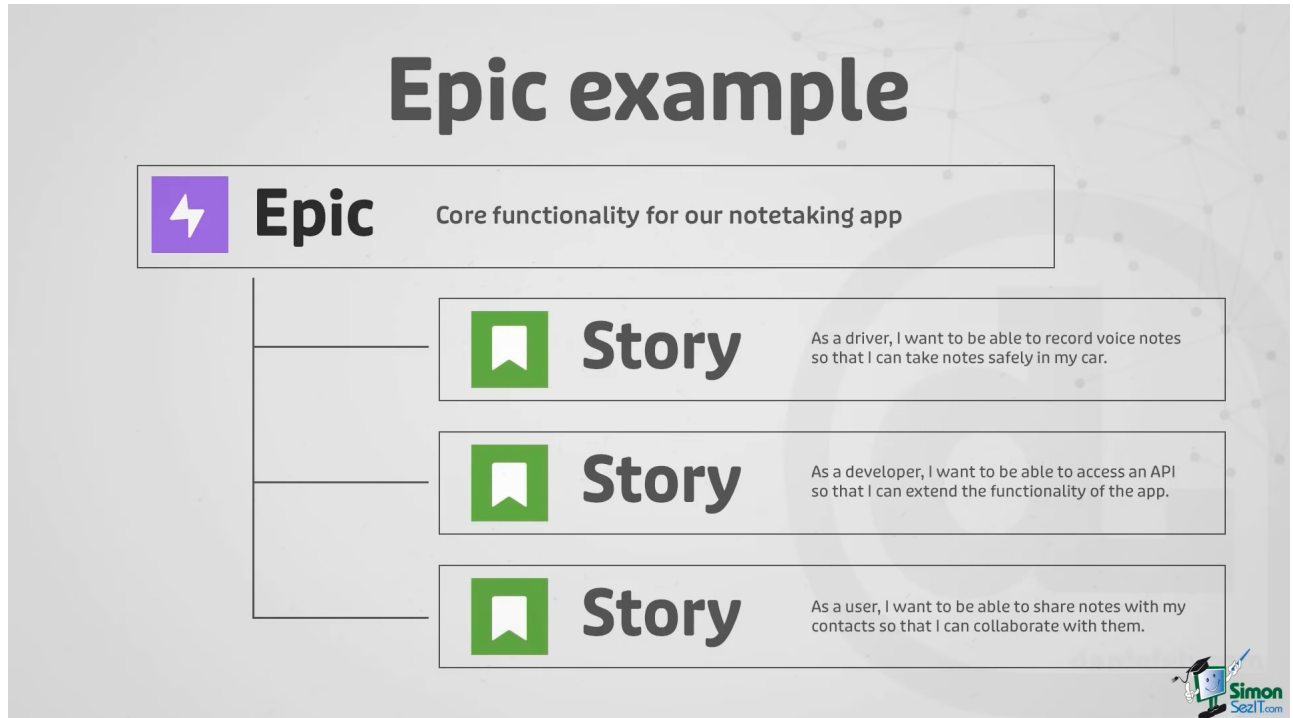 Epic example
Epic
Core functionality for our notetaking app
Story
As a driver, I want to be able to record voice notes
so that I can take notes safely in my car.
Story
As a developer, I want to be able to access an API
so that I can extend the functionality of the app.
Story
As a user, I want to be able to share notes with my
contacts so that I can collaborate with them.
Simon
SezIT.com